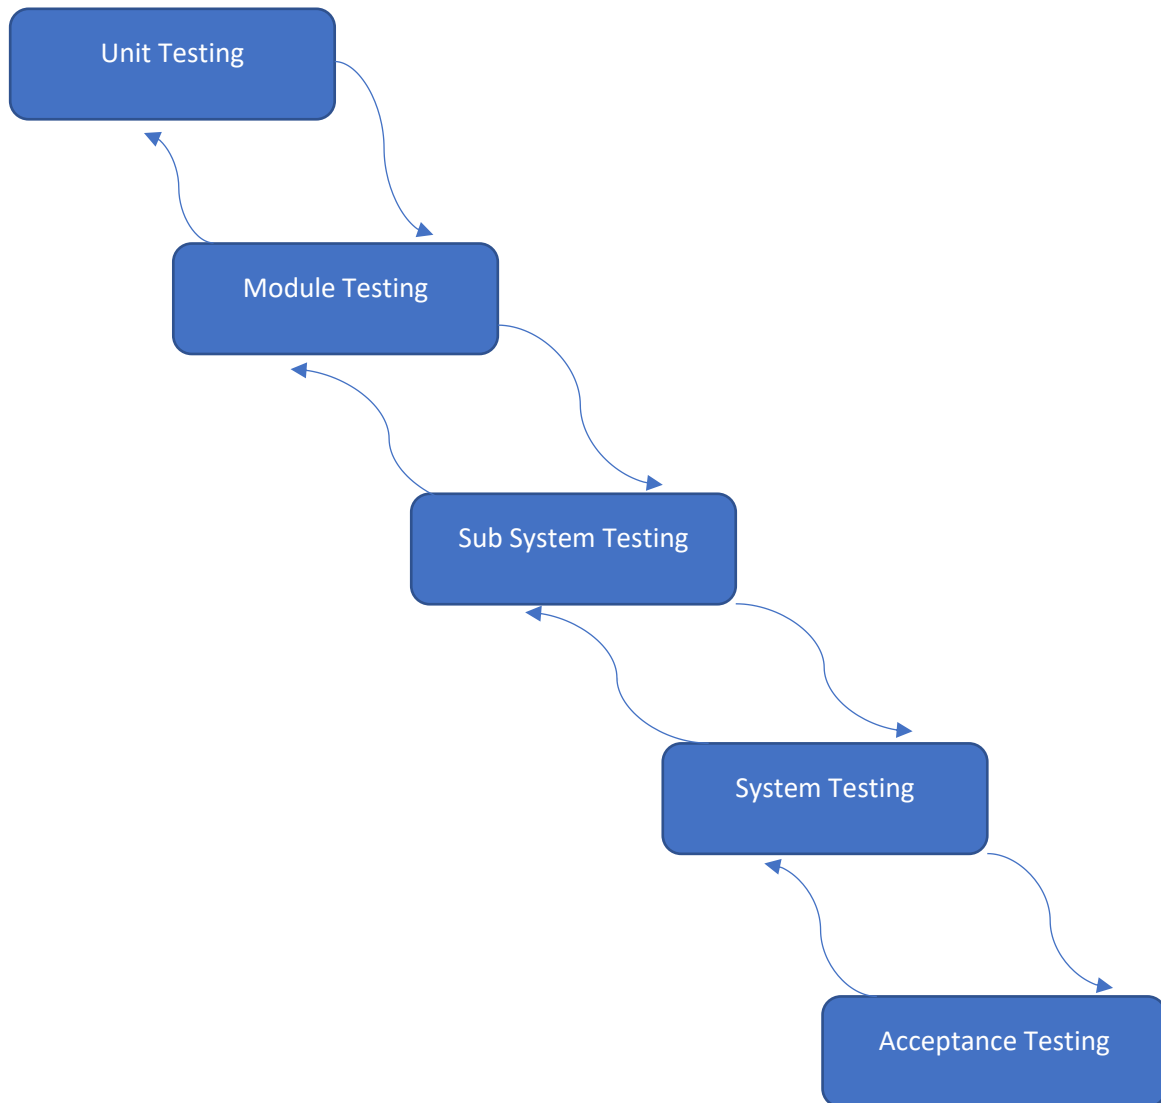 Unit Testing
Module Testing
Sub System Testing
System Testing
Acceptance Testing